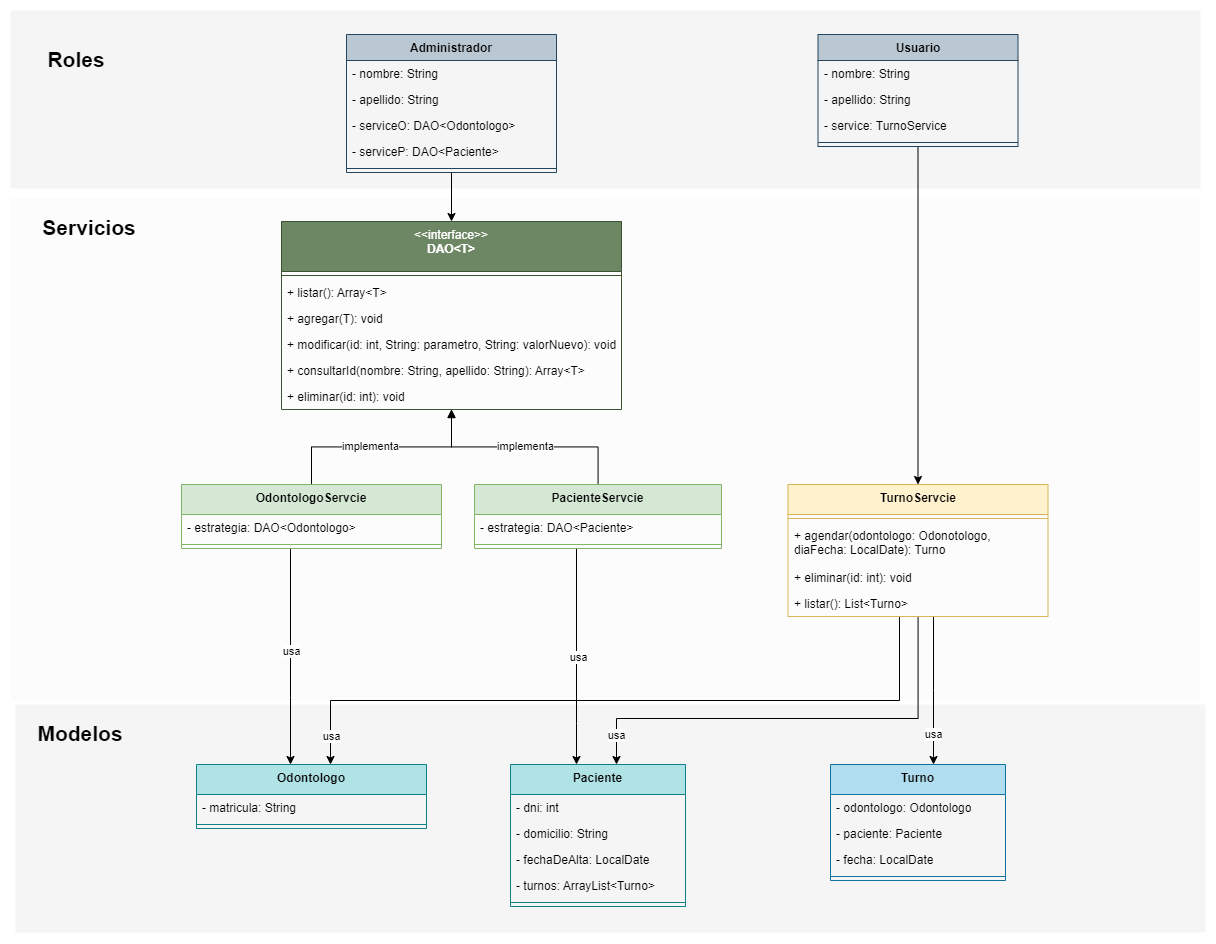 Roles
Administrador
- nombre: String
- apellido: String
- serviceO: DAO<Odontologo>
- serviceP: DAO<Paciente>
Usuario
- nombre: String
- apellido: String
- service: TurnoService
Servicios
<<interface>>
DAO<T>
+ listar(): Array<T>
+ agregar(T): void
+ modificar(id: int, String: parametro, String: valorNuevo): void
+ consultarId(nombre: String, apellido: String): Array<T>
+ eliminar(id: int): void
implementa
implementa
OdontologoServcie
- estrategia: DAO<Odontologo>
PacienteServcie
- estrategia: DAO<Paciente>
TurnoServcie
+ agendar(odontologo: Odonotologo,
diaFecha: LocalDate): Turno
+ eliminar(id: int): void
+ listar(): List<Turno>
usa
usa
Modelos
usa
usa
usa
Odontologo
- matricula: String
Paciente
- dni: int
- domicilio: String
- fechaDeAlta: LocalDate
- turnos: ArrayList<Turno>
Turno
- odontologo: Odontologo
- paciente: Paciente
- fecha: LocalDate